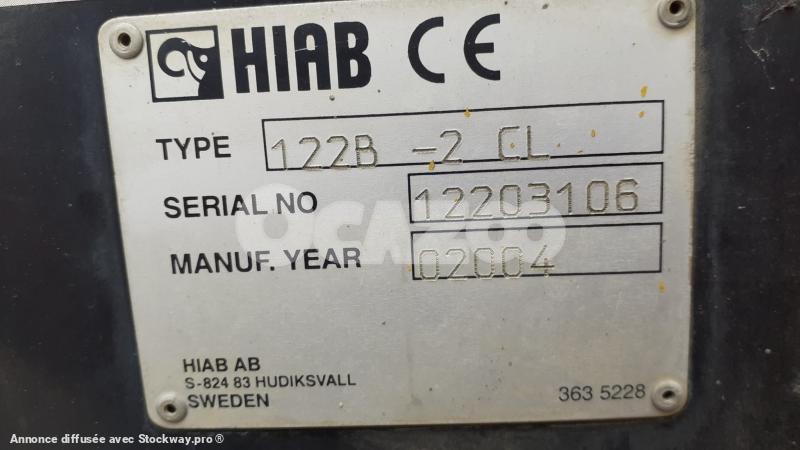 HIAB CE
TYPE 122B -2 CL
SERIAL NO 12203106
OCAZOO
MANUF. YEAR 02004
HIAB AB
S-824 83 HUDIKSVALL
SWEDEN 363 5228
Annonce diffusée avec Stockway.pro ®